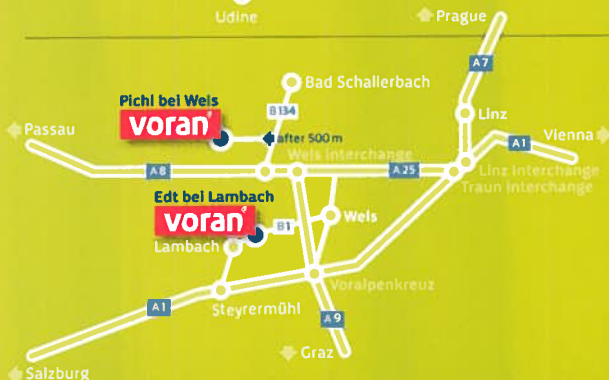 Udine
Prague
A7
Bad Schallerbach
Pichl bei Wels
B134
voran
Linz
Passau
after 500 m
A1
Vienna
Wels interchange
A8
A25
Linz interchange
Traun interchange
Edt bei Lambach
voran
B1
Wels
Lambach
Voralpenkreuz
A1
Steyrermühl
A9
Graz
Salzburg